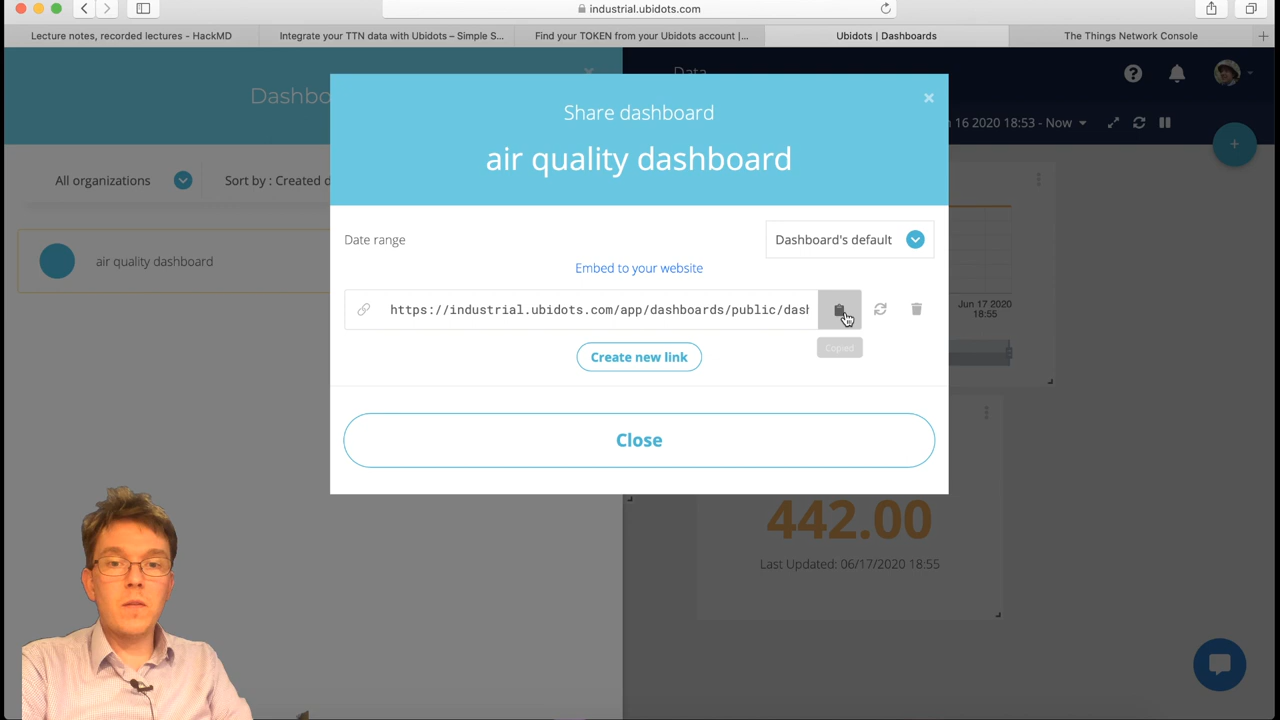 industrial.ubidots.com
Lecture notes, recorded lectures - HackMD
Integrate your TTN data with Ubidots – Simple S...
Find your TOKEN from your Ubidots account |...
Ubidots | Dashboards
The Things Network Console
Dashbo
Data
16 2020 18:53 - Now
Share dashboard
air quality dashboard
All organizations
Sort by : Created d
Date range
Dashboard's default
Embed to your website
air quality dashboard
https://industrial.ubidots.com/app/dashboards/public/dash
Jun 17 2020
18:55
Copied
Create new link
Close
442.00
Last Updated: 06/17/2020 18:55